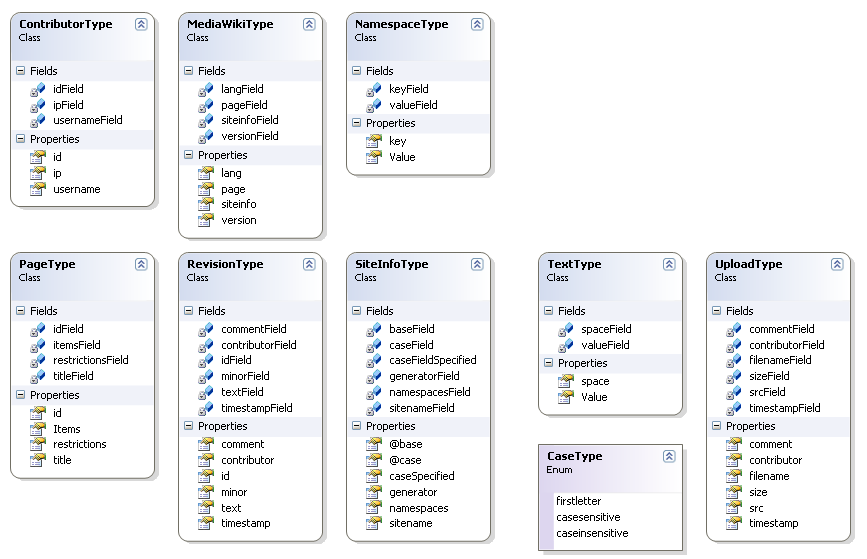 ContributorType
Class
Fields
idField
ipField
usernameField
Properties
id
ip
username
MediaWikiType
Class
Fields
langField
pageField
siteinfoField
versionField
Properties
lang
page
siteinfo
version
NamespaceType
Class
Fields
keyField
valueField
Properties
key
Value
PageType
Class
Fields
idField
itemsField
restrictionsField
titleField
Properties
id
Items
restrictions
title
RevisionType
Class
Fields
commentField
contributorField
idField
minorField
textField
timestampField
Properties
comment
contributor
id
minor
text
timestamp
SiteInfoType
Class
Fields
baseField
caseField
caseFieldSpecified
generatorField
namespacesField
sitenameField
Properties
@base
@case
caseSpecified
generator
namespaces
sitename
TextType
Class
Fields
spaceField
valueField
Properties
space
Value
CaseType
Enum
firstletter
casesensitive
caseinsensitive
UploadType
Class
Fields
commentField
contributorField
filenameField
sizeField
srcField
timestampField
Properties
comment
contributor
filename
size
src
timestamp